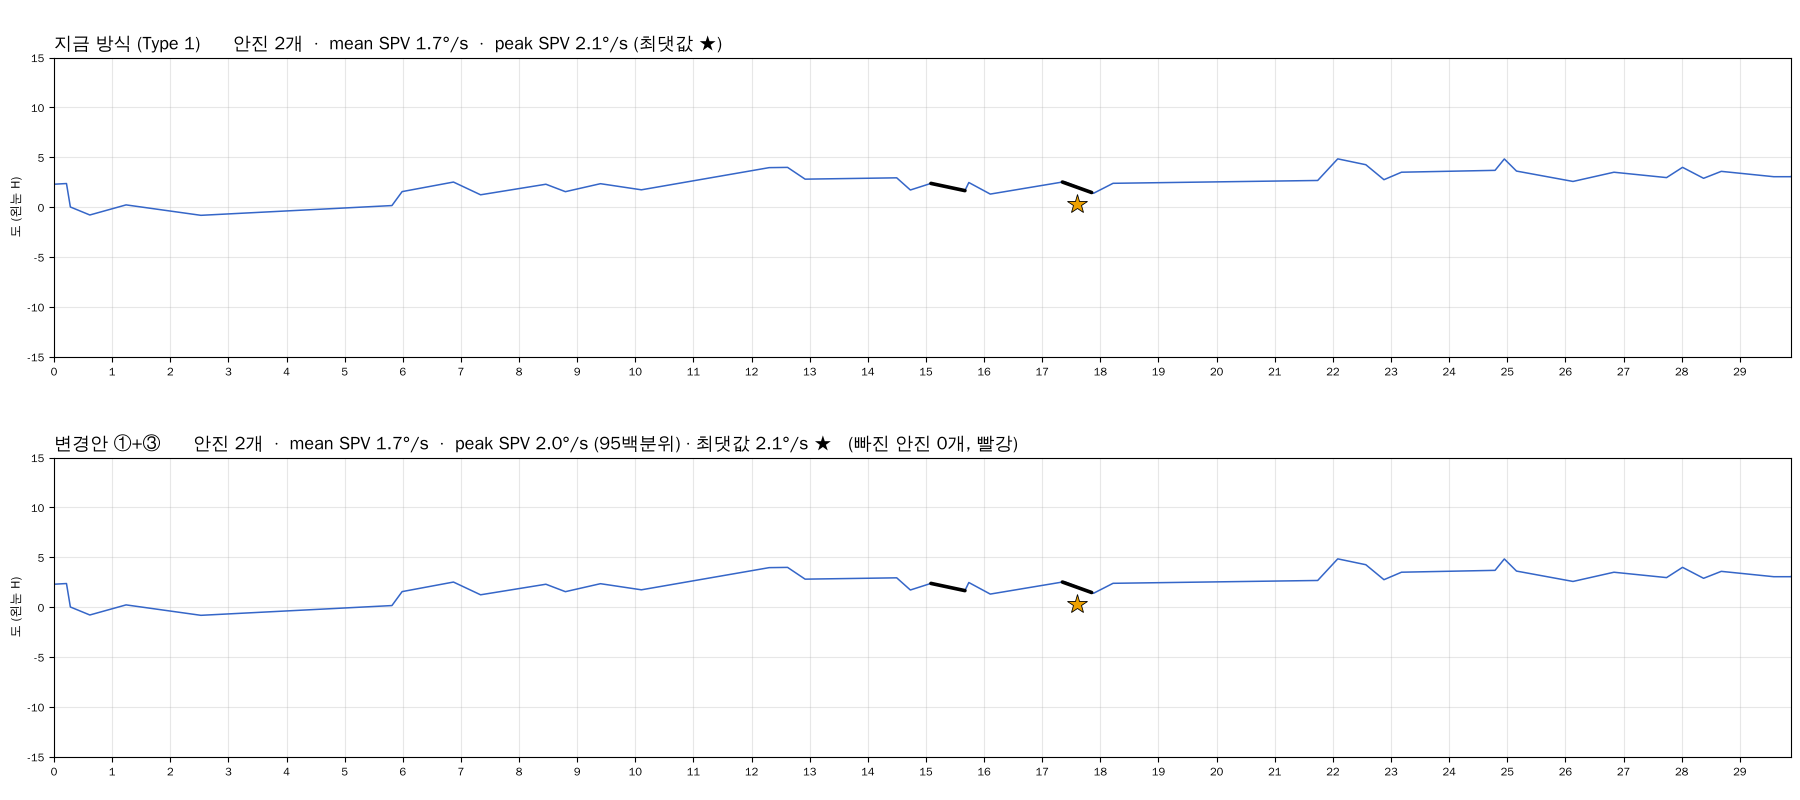 지금 방식 (Type 1) 안진 2개 · mean SPV 1.7°/s · peak SPV 2.1°/s (최댓값 ★)
15
10
5
0
-5
-10
-15
도 (왼눈 H)
0 1 2 3 4 5 6 7 8 9 10 11 12 13 14 15 16 17 18 19 20 21 22 23 24 25 26 27 28 29
변경안 ①+③ 안진 2개 · mean SPV 1.7°/s · peak SPV 2.0°/s (95백분위) · 최댓값 2.1°/s ★ (빠진 안진 0개, 빨강)
15
10
5
0
-5
-10
-15
도 (왼눈 H)
0 1 2 3 4 5 6 7 8 9 10 11 12 13 14 15 16 17 18 19 20 21 22 23 24 25 26 27 28 29